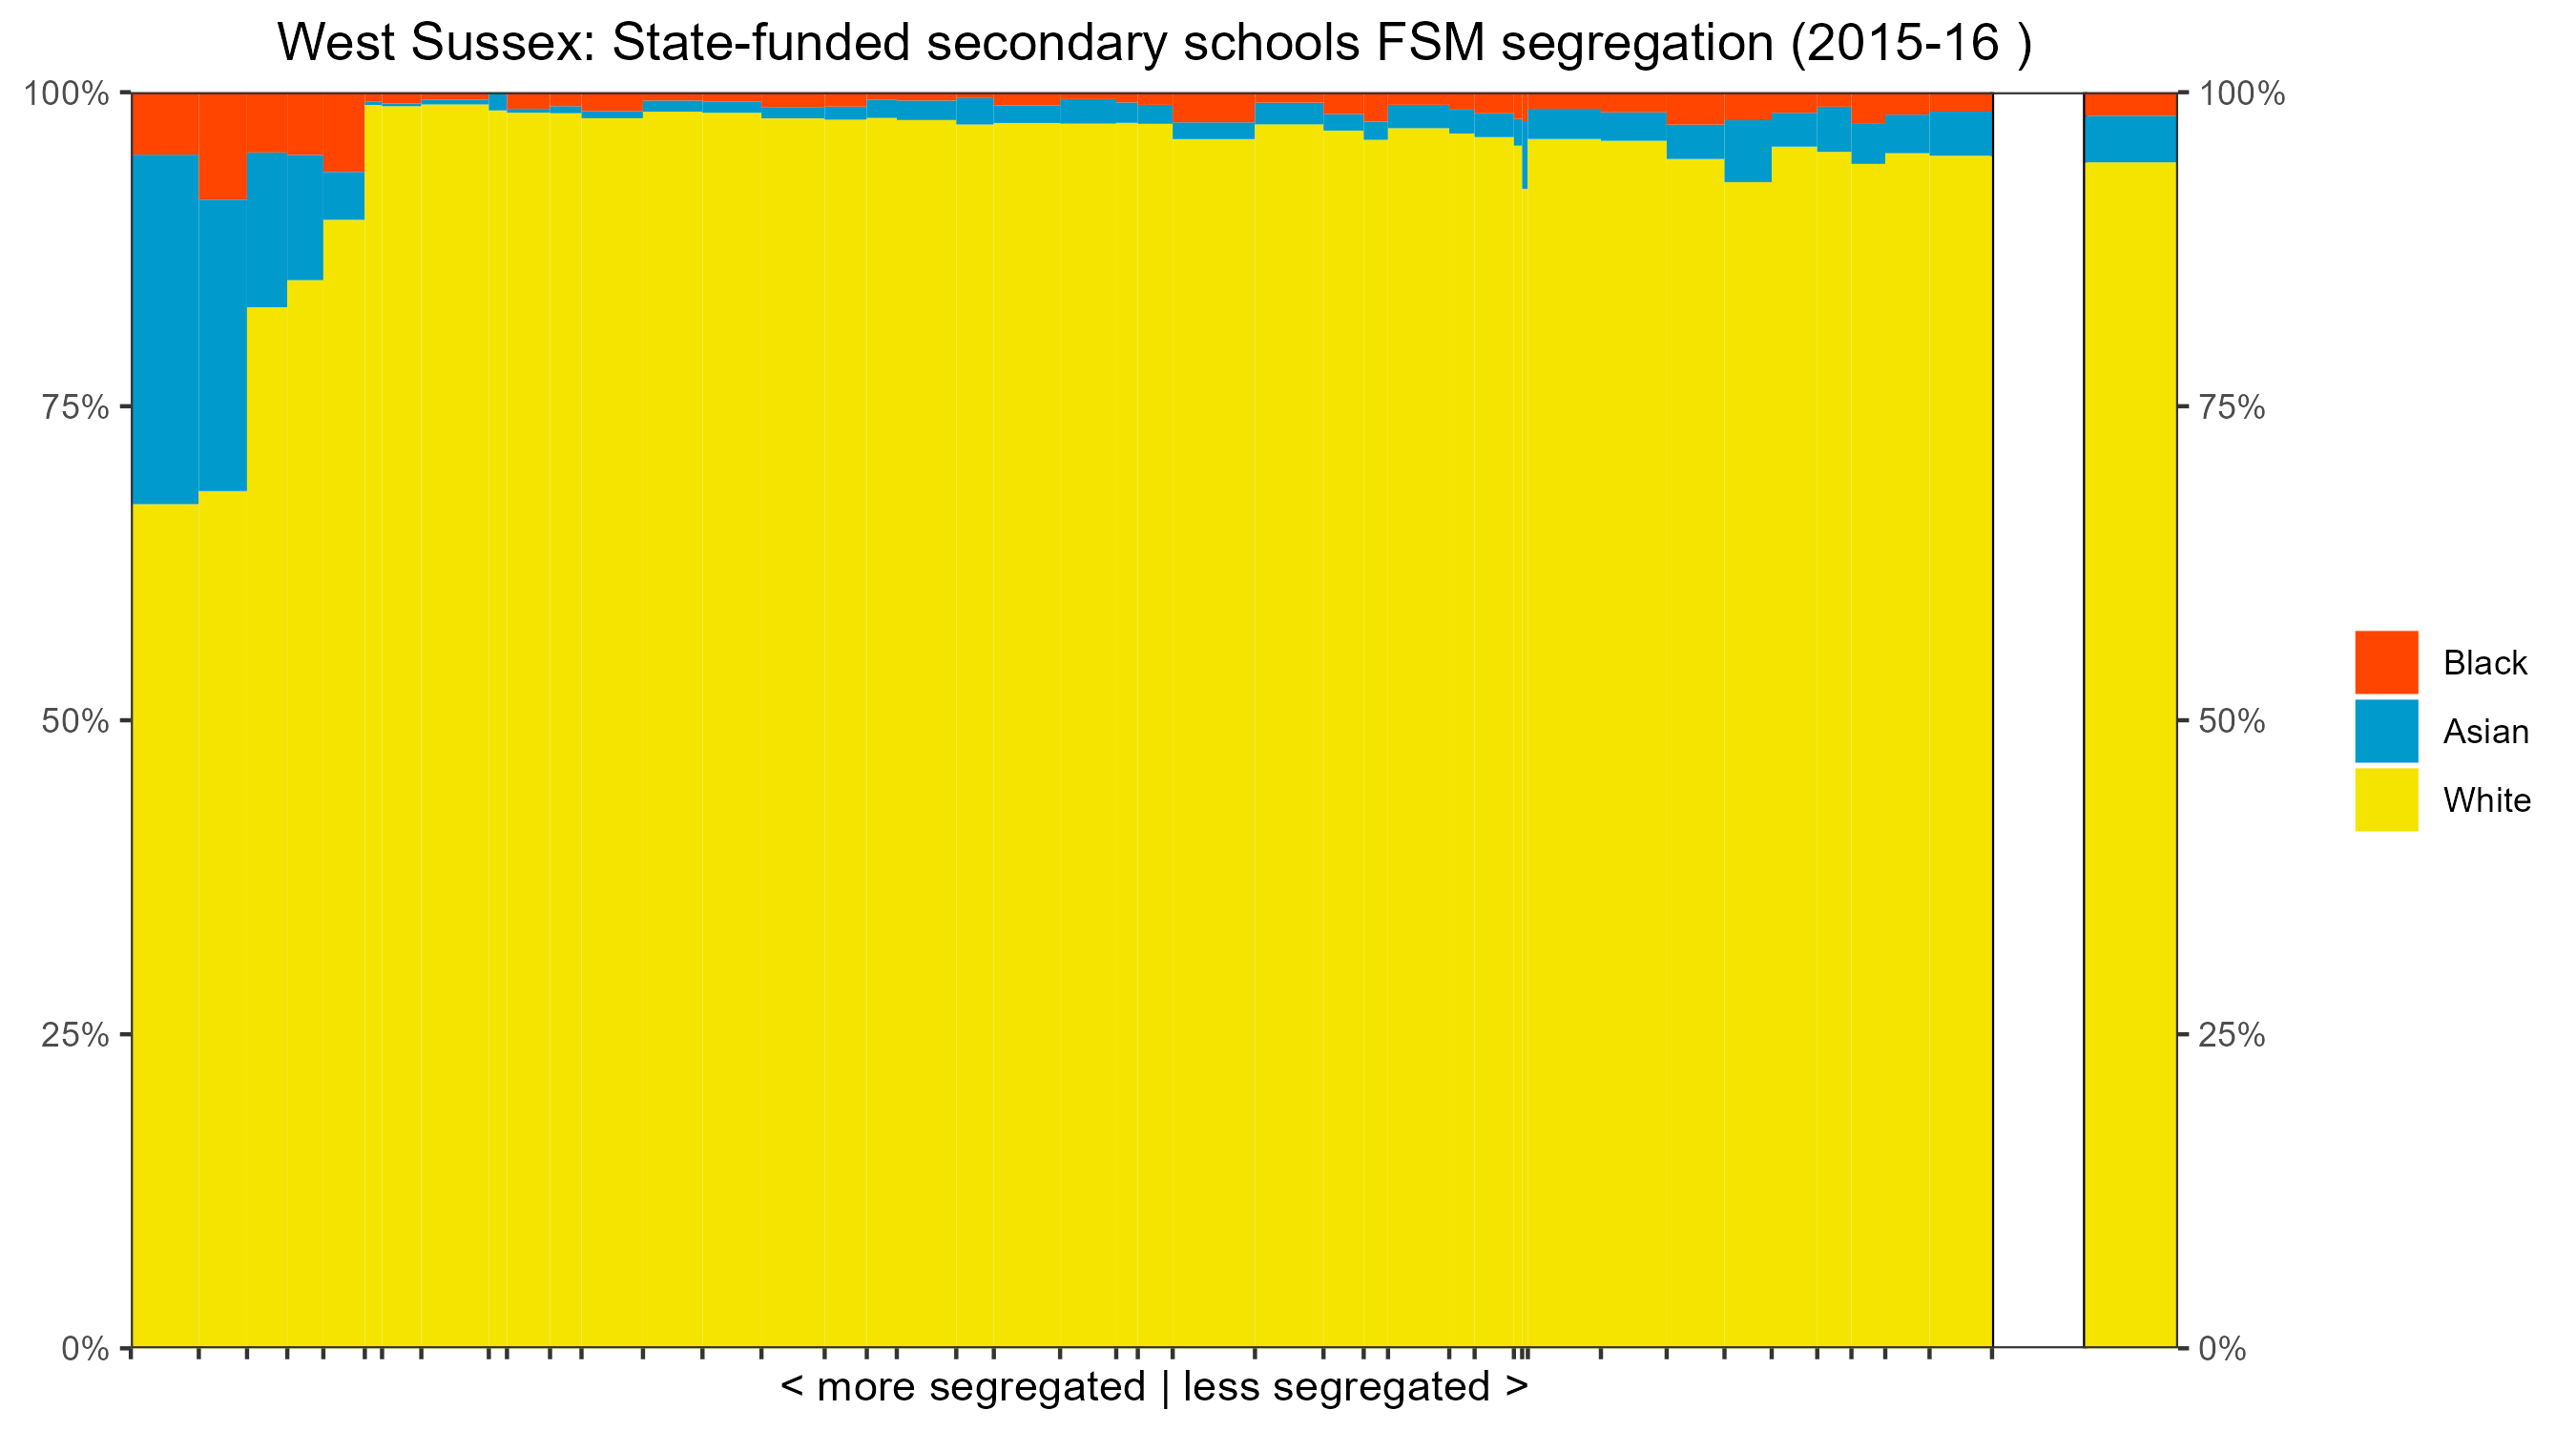 West Sussex: State-funded secondary schools FSM segregation (2015-16 )
100%
75%
50%
25%
0%
100%
75%
50%
25%
0%
Black
Asian
White
< more segregated | less segregated >